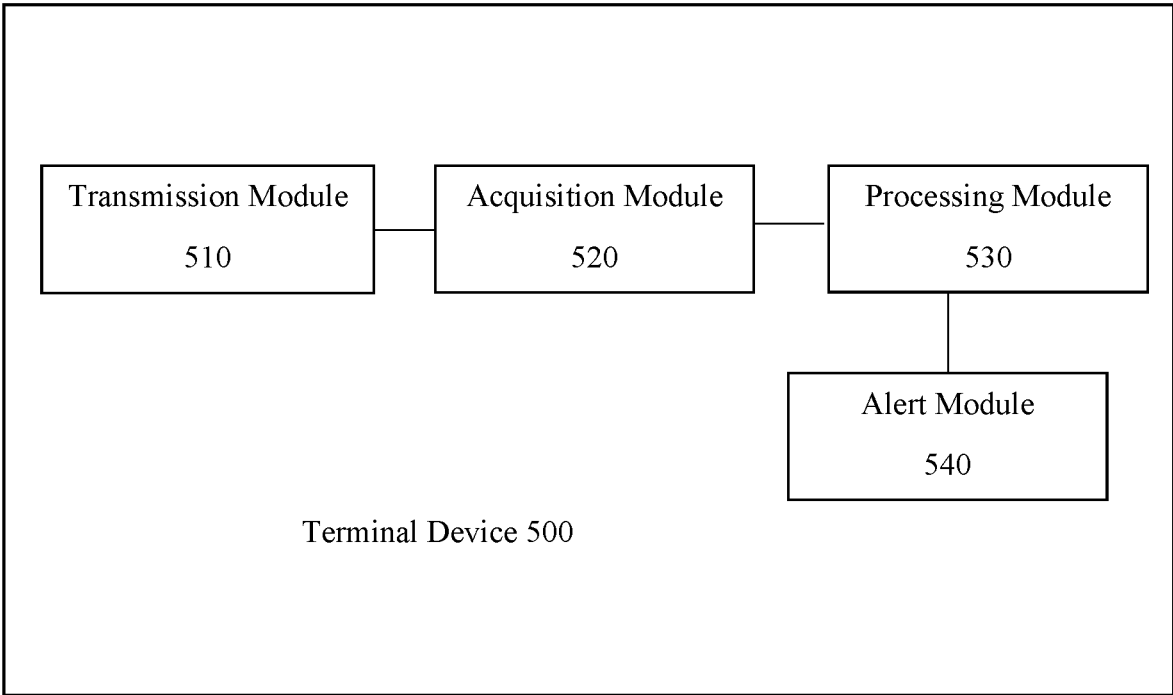 Transmission Module
510
Acquisition Module
520
Processing Module
530
Alert Module
540
Terminal Device 500